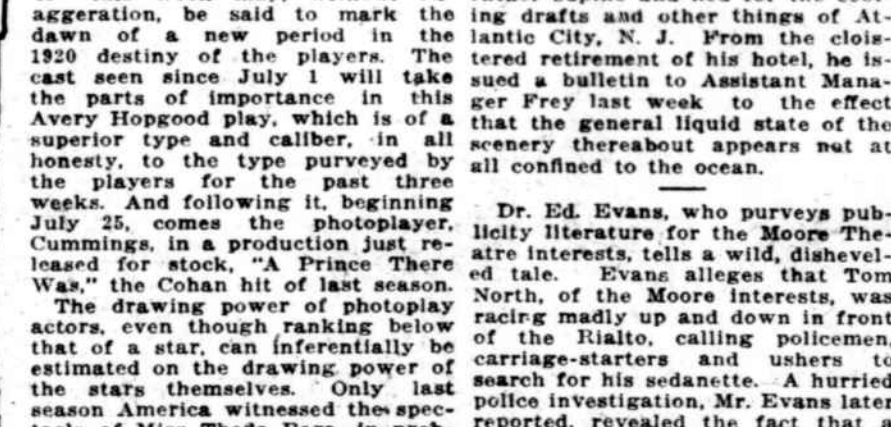 aggeration, be said to mark the
dawn of a new period in the
1920 destiny of the players. The
cast seen since July 1 will take
the parts of importance in this
Avery Hopgood play, which is of a
superior type and caliber, in all
honesty, to the type purveyed by
the players for the past three
weeks. And following it, beginning
July 25, comes the photoplayer,
Cummings, in a production just re-
leased for stock, "A Prince There
Was," the Cohan hit of last season.
The drawing power of photoplay
actors, even though ranking below
that of a star, can inferentially be
estimated on the drawing power of
the stars themselves. Only last
season America witnessed the spec-
ing drafts and other things of At-
lantic City, N. J. From the clois-
tered retirement of his hotel, he is-
sued a bulletin to Assistant Mana-
ger Frey last week to the effect
that the general liquid state of the
scenery thereabout appears not at
all confined to the ocean.
Dr. Ed. Evans, who purveys pub-
licity literature for the Moore The-
atre interests, tells a wild, dishevel-
ed tale. Evans alleges that Tom
North, of the Moore interests, was
racing madly up and down in front
of the Rialto, calling policemen,
carriage-starters and ushers to
search for his sedanette. A hurried
police investigation, Mr. Evans later
reported, revealed the fact that a